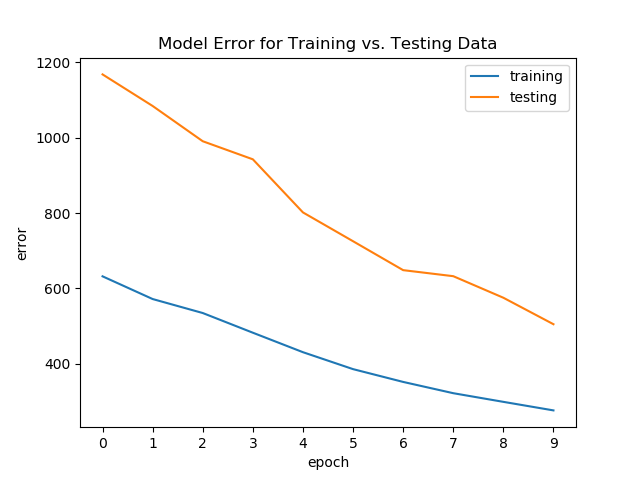 Model Error for Training vs. Testing Data
training
testing
1200
1000
800
600
400
error
0 1 2 3 4 5 6 7 8 9
epoch